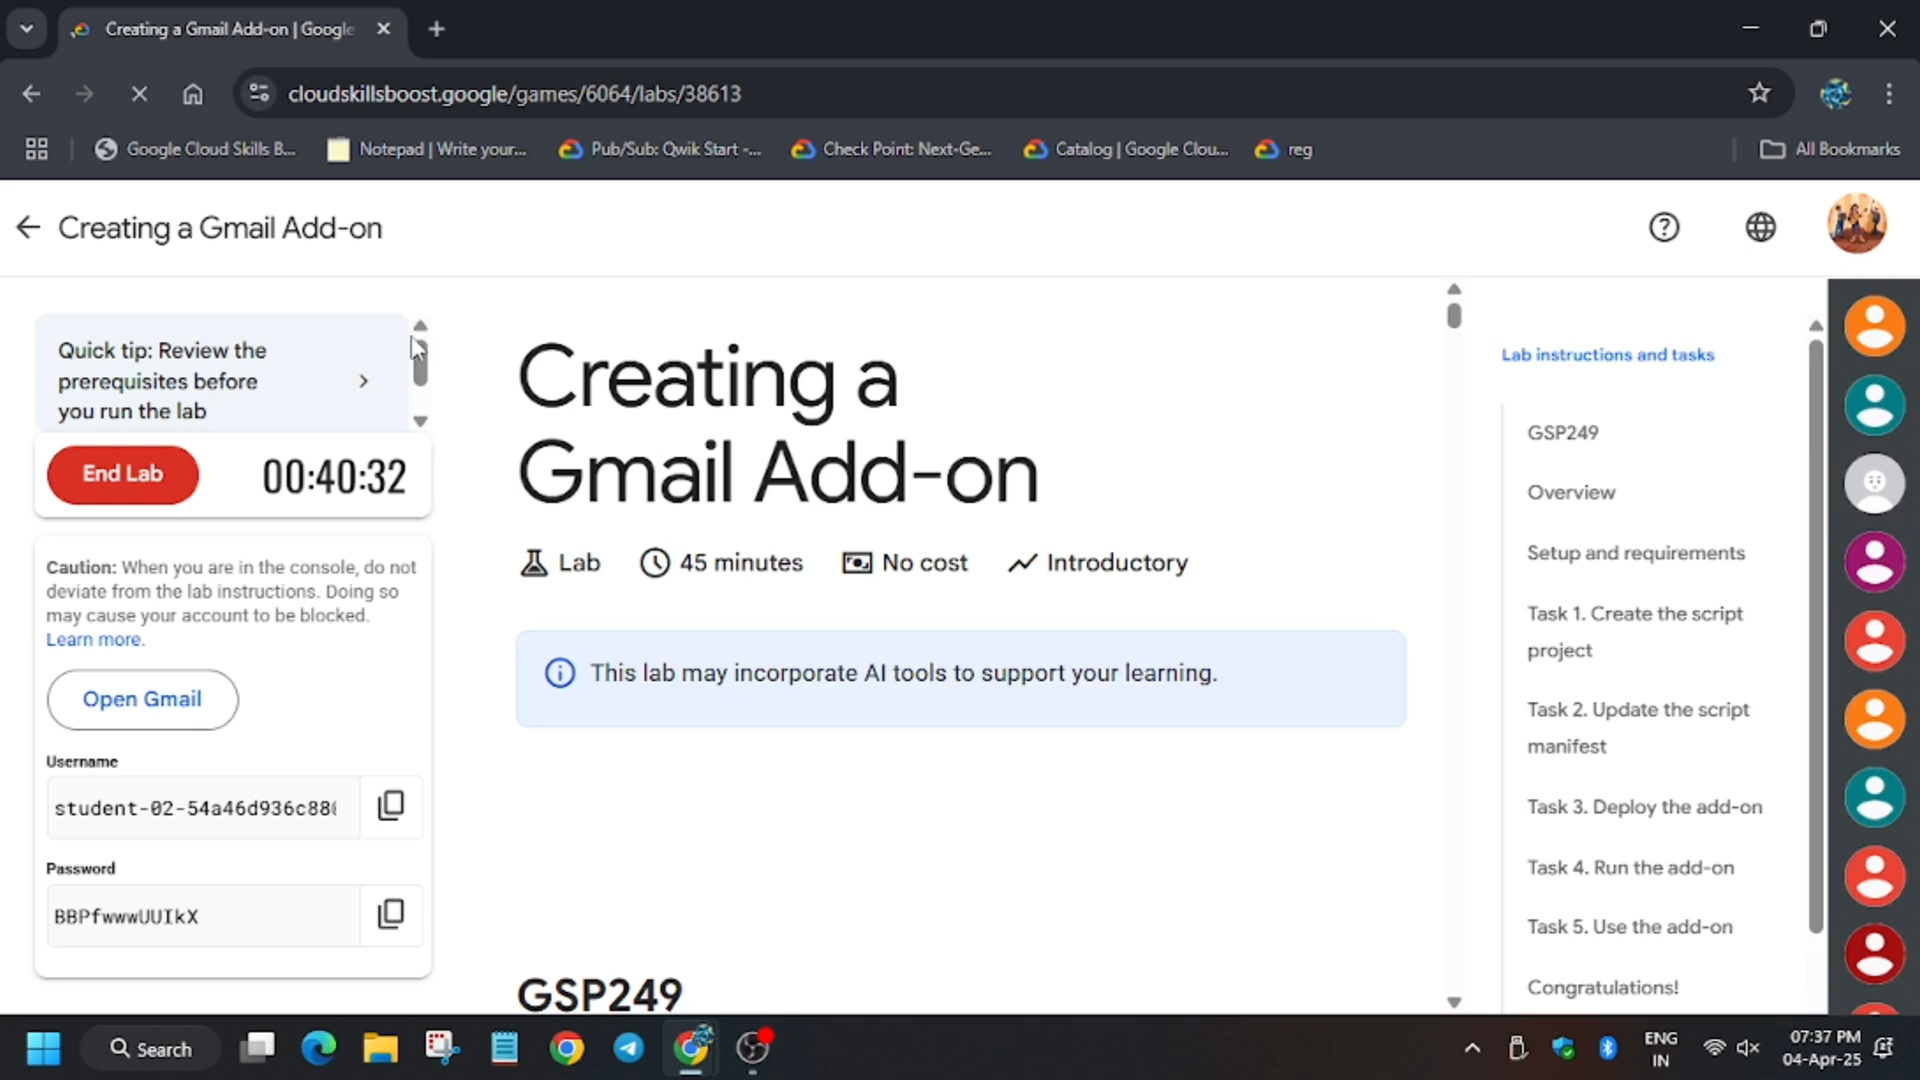 Creating a Gmail Add-on | Google
cloudskillsboost.google/games/6064/labs/38613
Google Cloud Skills B...
Notepad | Write your...
Pub/Sub: Qwik Start -...
Check Point: Next-Ge...
Catalog | Google Clou...
reg
All Bookmarks
Creating a Gmail Add-on
Quick tip: Review the
prerequisites before
you run the lab
End Lab
00:40:32
Caution: When you are in the console, do not
deviate from the lab instructions. Doing so
may cause your account to be blocked.
Learn more.
Open Gmail
Username
student-02-54a46d936c88
Password
BBPfwwwUUIkX
Creating a
Gmail Add-on
Lab
45 minutes
No cost
Introductory
This lab may incorporate AI tools to support your learning.
GSP249
Lab instructions and tasks
GSP249
Overview
Setup and requirements
Task 1. Create the script
project
Task 2. Update the script
manifest
Task 3. Deploy the add-on
Task 4. Run the add-on
Task 5. Use the add-on
Congratulations!
Search
ENG
IN
07:37 PM
04-Apr-25